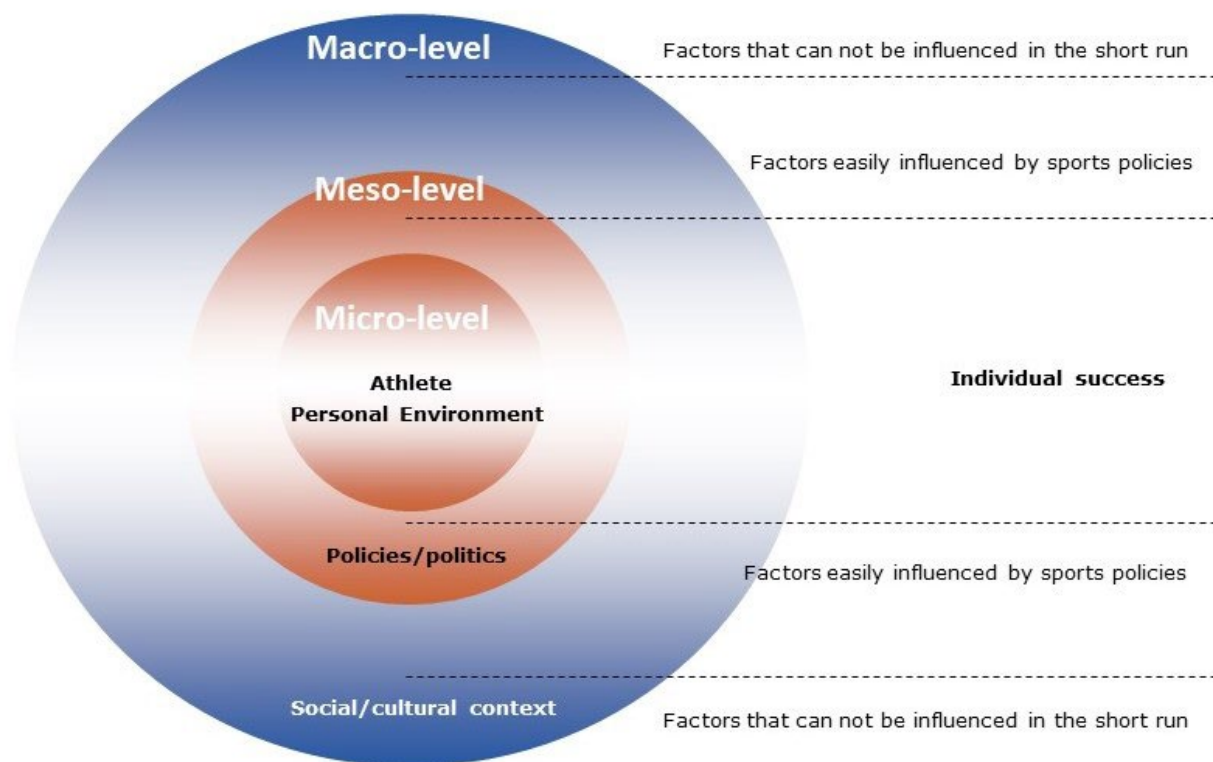 Macro-level
Factors that can not be influenced in the short run
Factors easily influenced by sports policies
Meso-level
Micro-level
Athlete
Personal Environment
Individual success
Policies/politics
Factors easily influenced by sports policies
Social/cultural context
Factors that can not be influenced in the short run